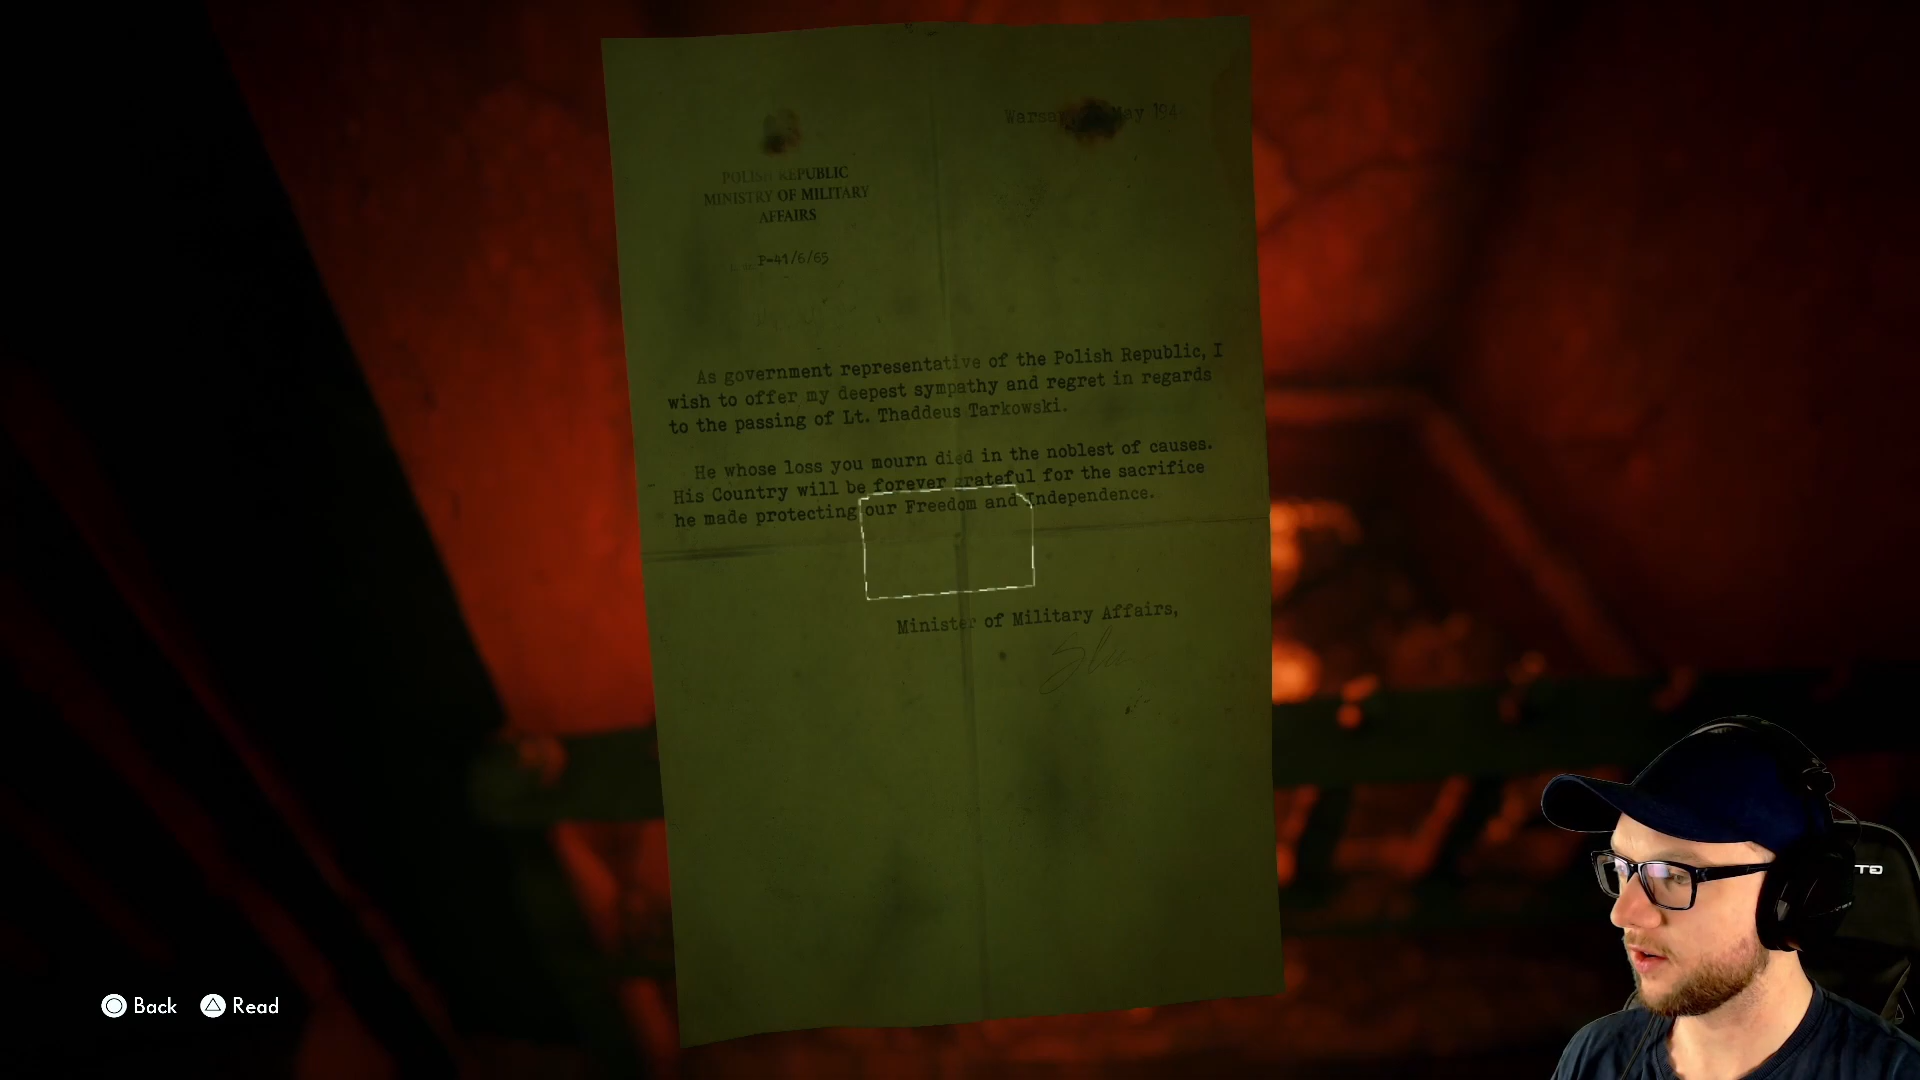 May 194
POLISH REPUBLIC
MINISTRY OF MILITARY
AFFAIRS
P-41/6/65
As government representative of the Polish Republic, I
wish to offer my deepest sympathy and regret in regards
to the passing of Lt. Thaddeus Tarkowski.
He whose loss you mourn died in the noblest of causes.
His Country will be forever grateful for the sacrifice
he made protecting our Freedom and Independence.
Minister of Military Affairs,
Back
Read